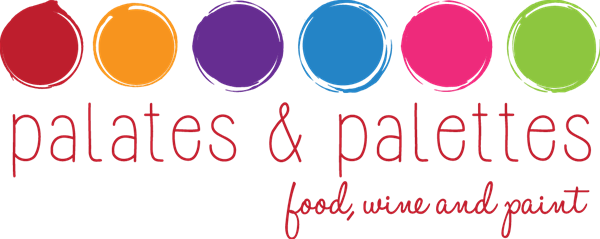 palates & palettes
food, wine and paint